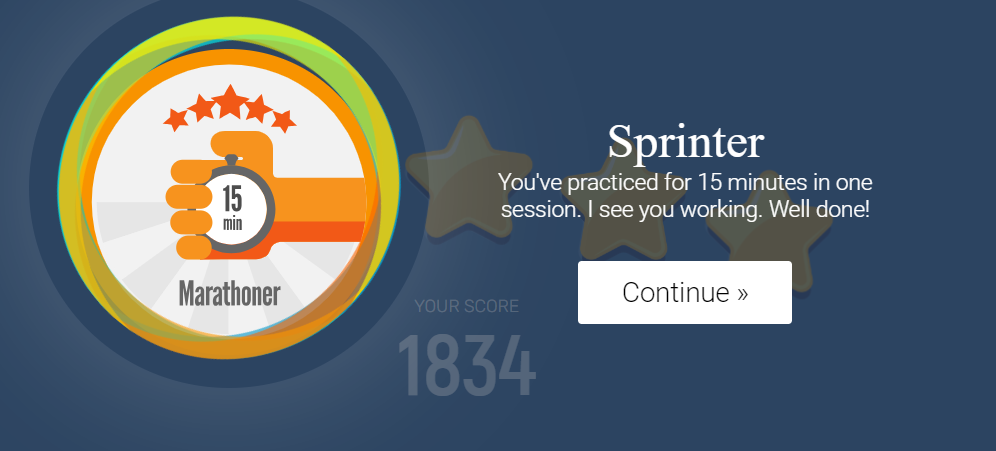 15
min
Marathoner
Sprinter
You've practiced for 15 minutes in one
session. I see you working. Well done!
Continue »
YOUR SCORE
1834